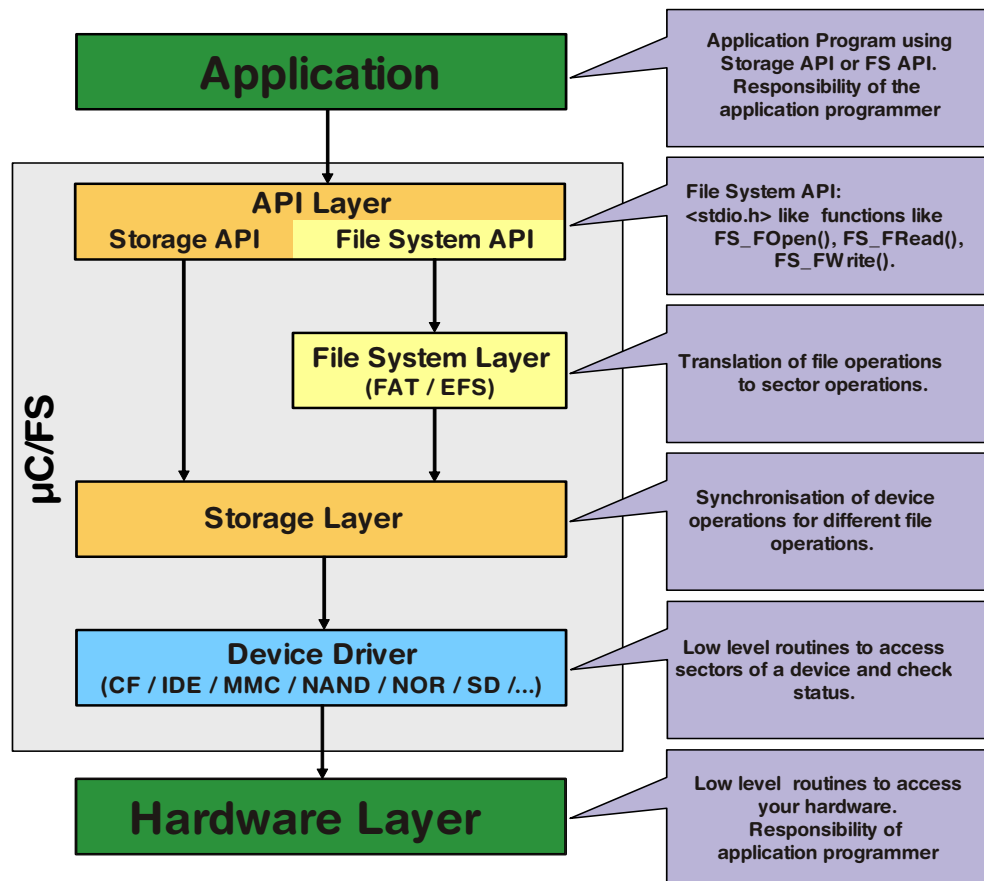 Application
Application Program using
Storage API or FS API.
Responsibility of the
application programmer
API Layer
Storage API
File System API
File System API:
<stdio.h> like functions like
FS_FOpen(), FS_FRead(),
FS_FWrite().
File System Layer
(FAT / EFS)
Translation of file operations
to sector operations.
µC/FS
Storage Layer
Synchronisation of device
operations for different file
operations.
Device Driver
(CF / IDE / MMC / NAND / NOR / SD /...)
Low level routines to access
sectors of a device and check
status.
Hardware Layer
Low level routines to access
your hardware.
Responsibility of
application programmer